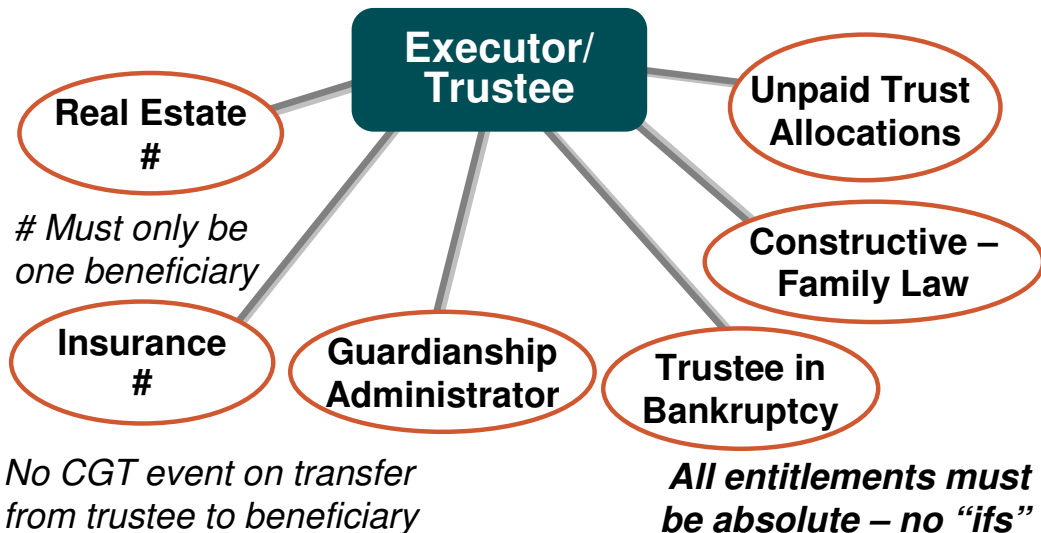 Executor/
Trustee
Real Estate
#
Unpaid Trust
Allocations
# Must only be
one beneficiary
Constructive –
Family Law
Insurance
#
Guardianship
Administrator
Trustee in
Bankruptcy
No CGT event on transfer
from trustee to beneficiary
All entitlements must
be absolute – no “ifs”